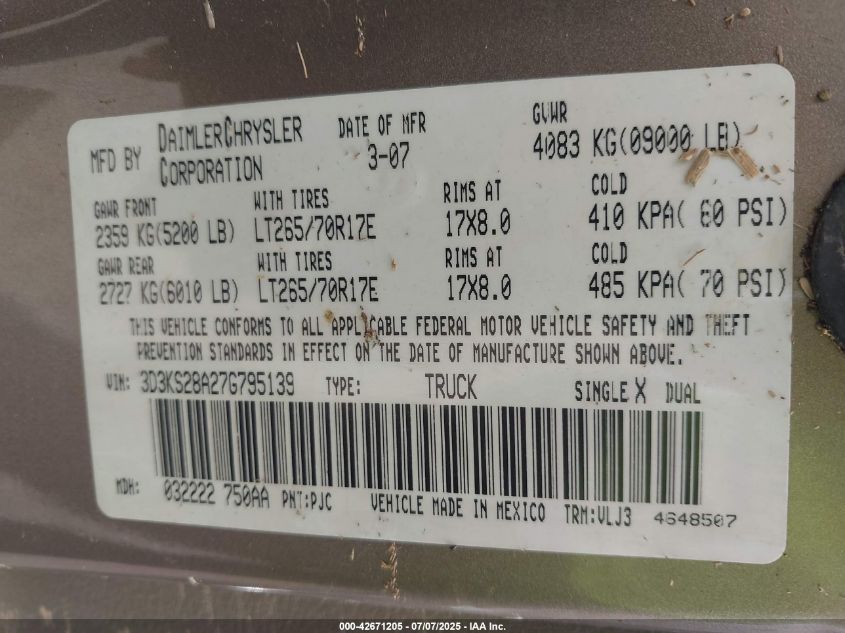 MFD BY DAIMLERCHRYSLER CORPORATION DATE OF MFR 3-07 GVWR 4083 KG(09000 LB)
GAWR FRONT WITH TIRES RIMS AT COLD
2359 KG(5200 LB) LT265/70R17E 17X8.0 410 KPA( 60 PSI)
GAWR REAR WITH TIRES RIMS AT COLD
2727 KG(6010 LB) LT265/70R17E 17X8.0 485 KPA( 70 PSI)
THIS VEHICLE CONFORMS TO ALL APPLICABLE FEDERAL MOTOR VEHICLE SAFETY AND THEFT
PREVENTION STANDARDS IN EFFECT ON THE DATE OF MANUFACTURE SHOWN ABOVE.
VIN: 3D3KS28A27G795139 TYPE: TRUCK SINGLE X DUAL
MDH: 032222 750AA PNT:PJC VEHICLE MADE IN MEXICO TRM:VLJ3 4648507
000-42671205 - 07/07/2025 - IAA Inc.